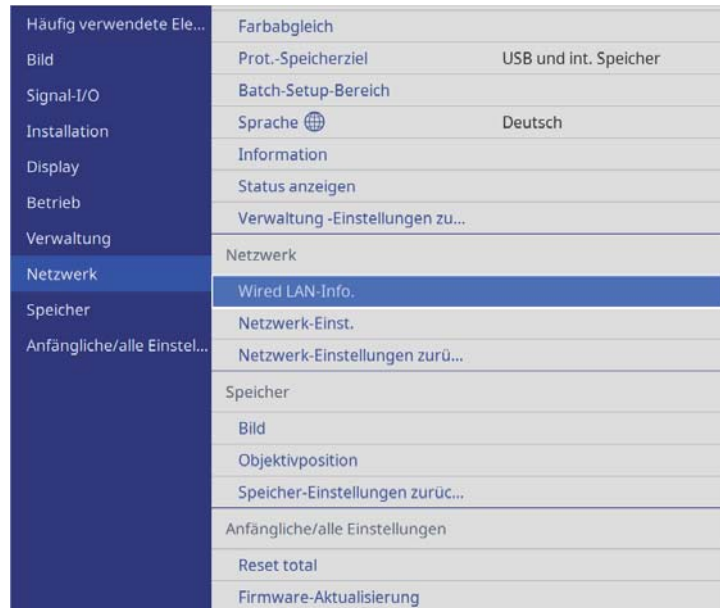 Häufig verwendete Ele...
Bild
Signal-I/O
Installation
Display
Betrieb
Verwaltung
Netzwerk
Speicher
Anfängliche/alle Einstel...
Farbabgleich
Prot.-Speicherziel USB und int. Speicher
Batch-Setup-Bereich
Sprache Deutsch
Information
Status anzeigen
Verwaltung -Einstellungen zu...
Netzwerk
Wired LAN-Info.
Netzwerk-Einst.
Netzwerk-Einstellungen zurü...
Speicher
Bild
Objektivposition
Speicher-Einstellungen zurüc...
Anfängliche/alle Einstellungen
Reset total
Firmware-Aktualisierung